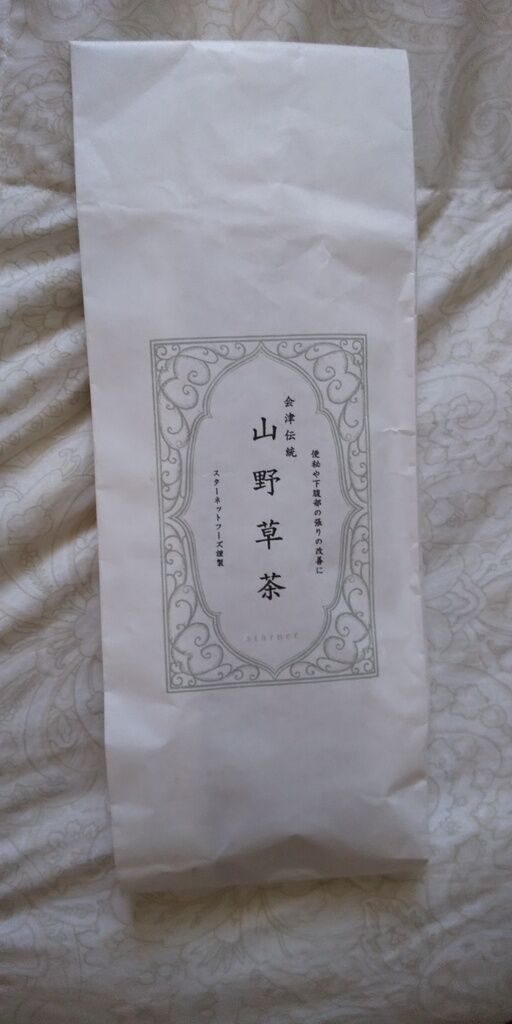 便秘や下腹部の張りの改善に
会津伝統
山野草茶
スターネットフーズ謹製
starnet